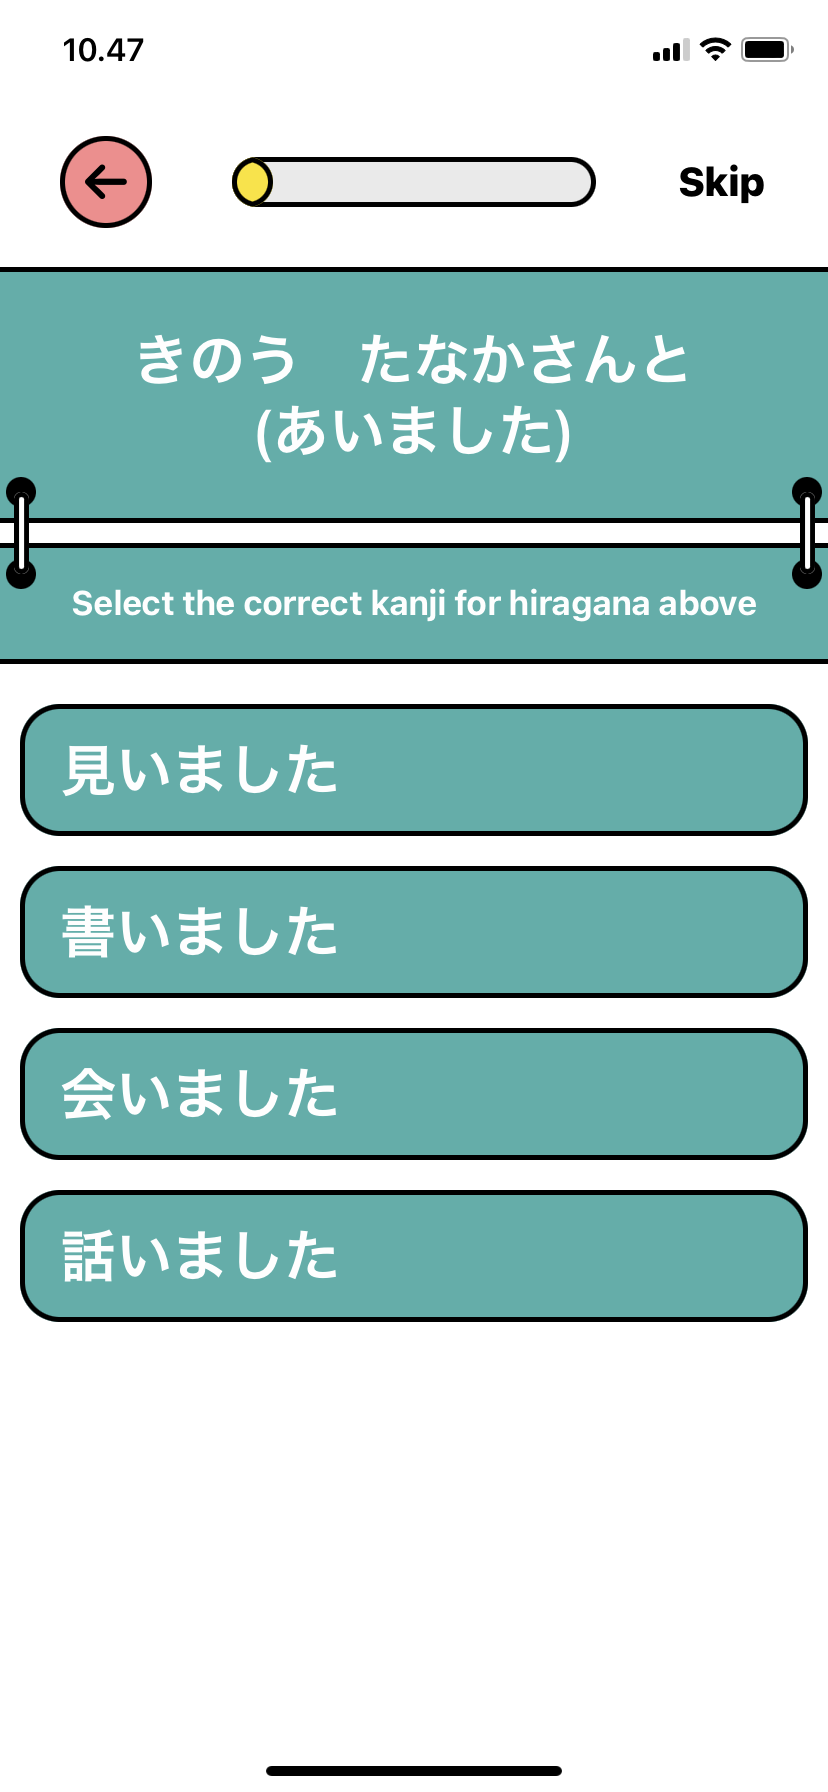 10.47
Skip
きのう　たなかさんと
(あいました)
Select the correct kanji for hiragana above
見いました
書いました
会いました
話いました